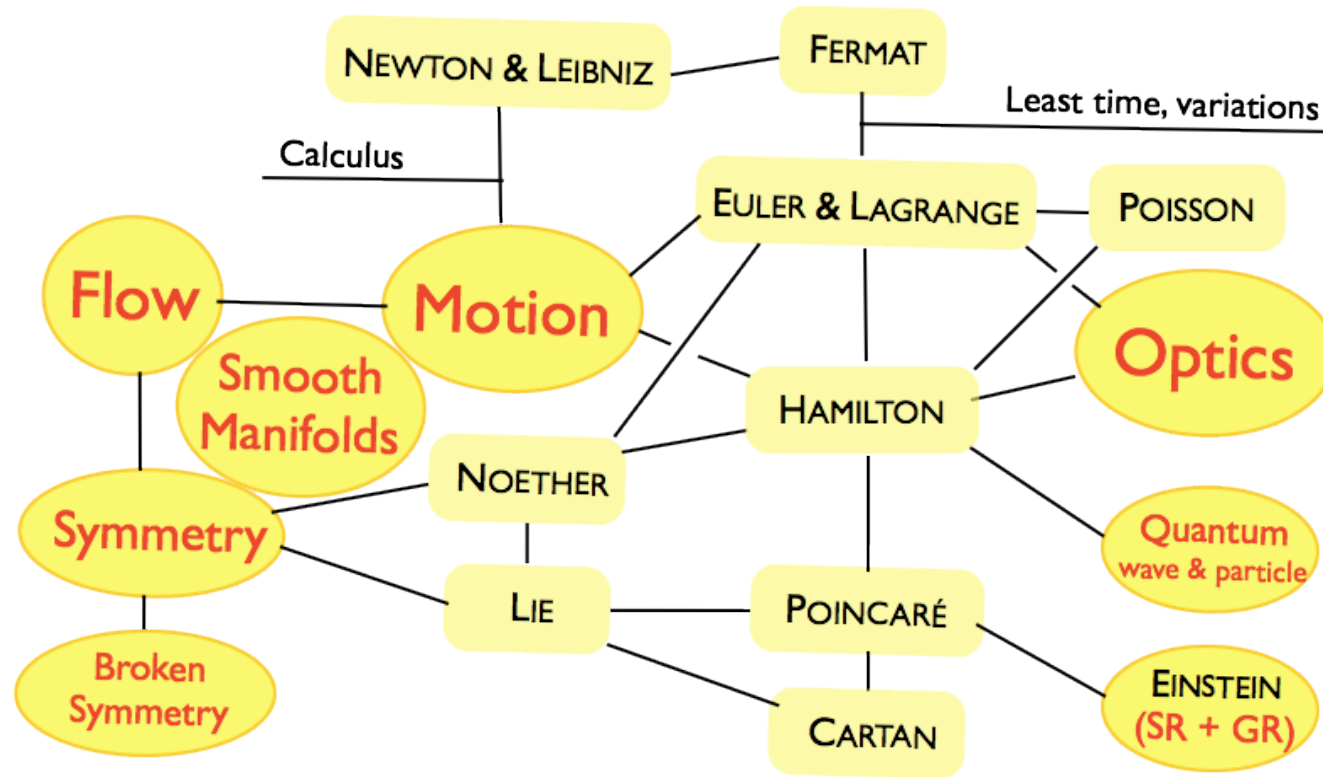 NEWTON & LEIBNIZ
FERMAT
Least time, variations
Calculus
EULER & LAGRANGE
POISSON
Flow
Motion
Optics
Smooth
Manifolds
HAMILTON
NOETHER
Symmetry
Quantum
wave & particle
LIE
POINCARÉ
Broken
Symmetry
EINSTEIN
(SR + GR)
CARTAN